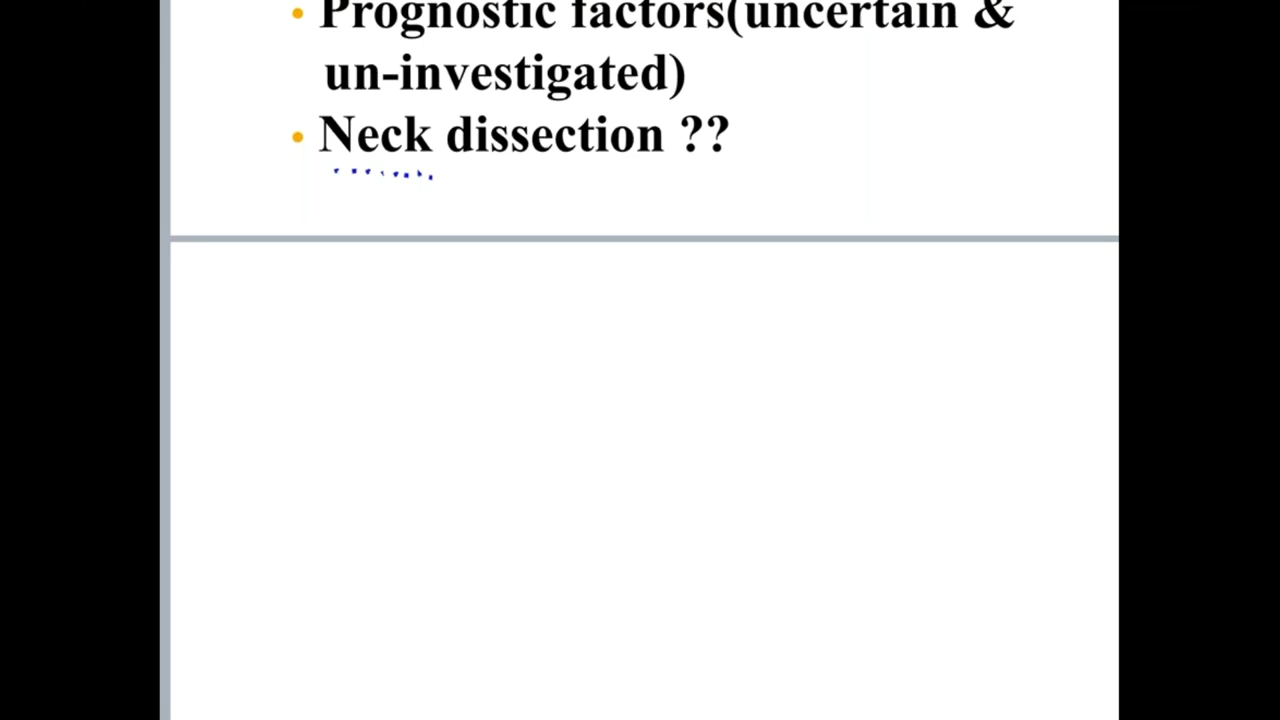 • Prognostic factors(uncertain &
un-investigated)
• Neck dissection ??